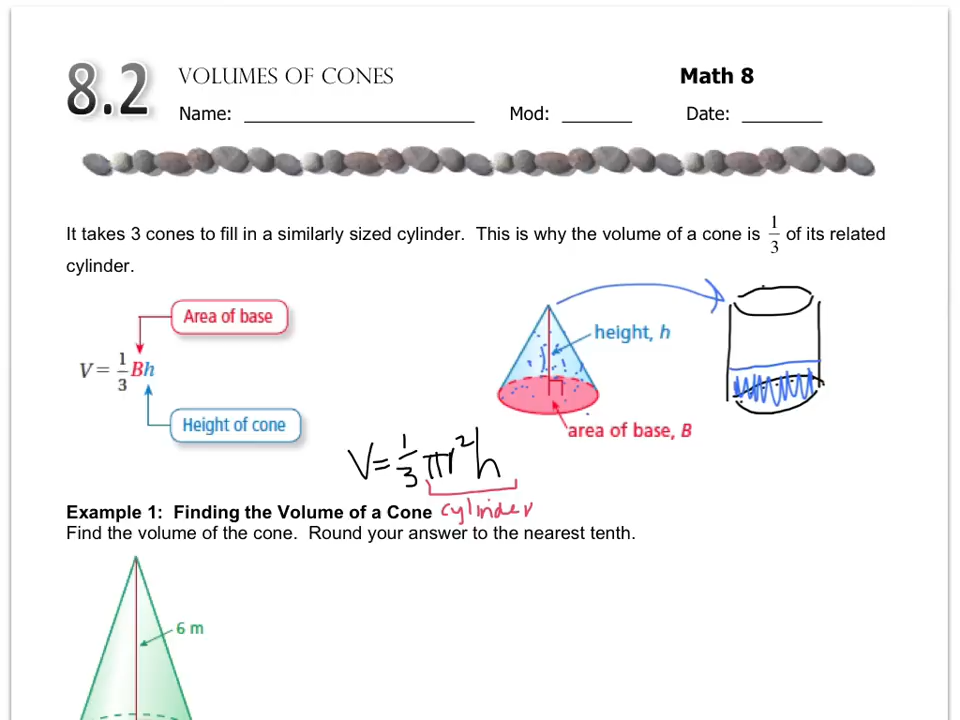 8.2 VOLUMES OF CONES Math 8
Name: ____________________ Mod: _______ Date: ________
It takes 3 cones to fill in a similarly sized cylinder. This is why the volume of a cone is 1/3 of its related
cylinder.
Area of base
height, h
V = 1/3 Bh
Height of cone
area of base, B
V = 1/3 πr²h
Example 1: Finding the Volume of a Cone cylinder
Find the volume of the cone. Round your answer to the nearest tenth.
6 m